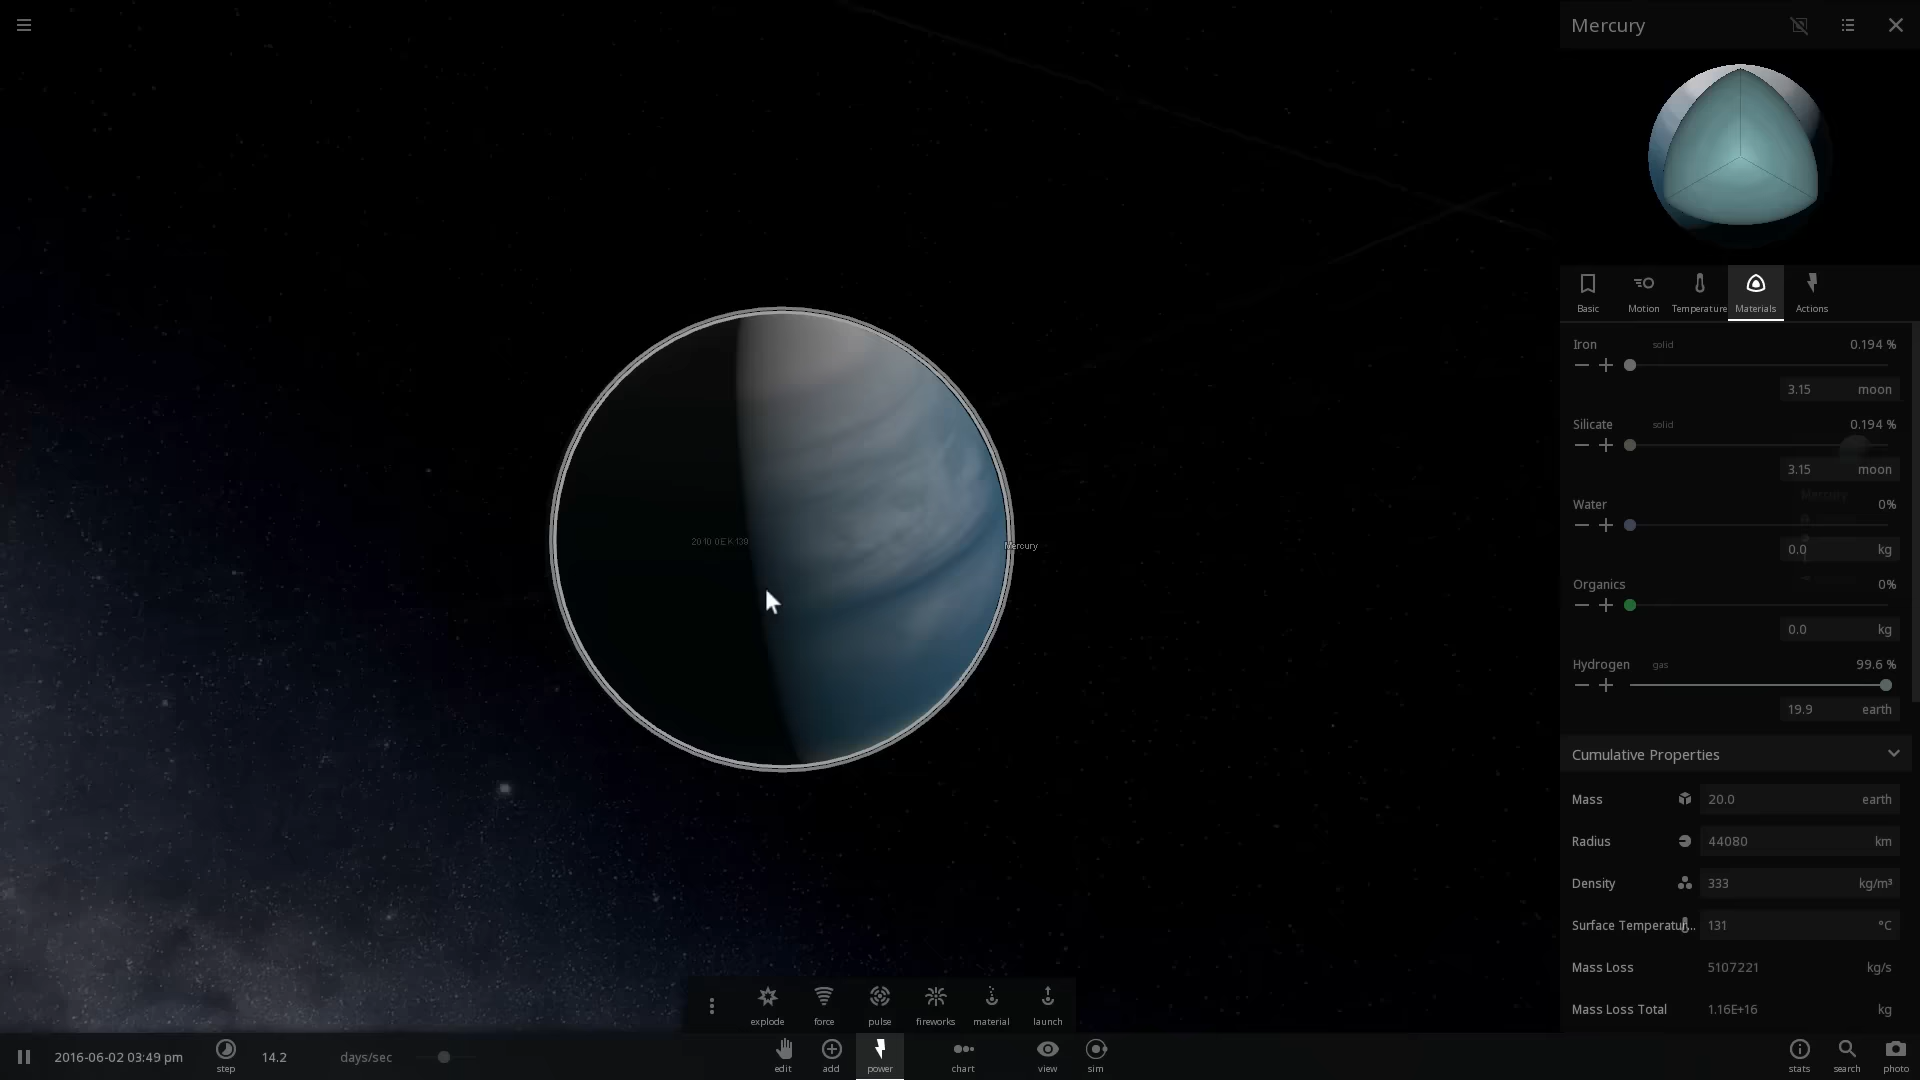 Mercury
Basic
Motion
Temperature
Materials
Actions
Iron solid 0.194 %
3.15 moon
Silicate solid 0.194 %
3.15 moon
Mercury
Water 0%
0.0 kg
Organics 0%
0.0 kg
Hydrogen gas 99.6 %
19.9 earth
Cumulative Properties
Mass 20.0 earth
Radius 44080 km
Density 333 kg/m³
Surface Temperatur... 131 °C
Mass Loss 5107221 kg/s
Mass Loss Total 1.16E+16 kg
Mercury
explode force pulse fireworks material launch
2016-06-02 03:49 pm step 14.2 days/sec
edit add power chart view sim
stats search photo